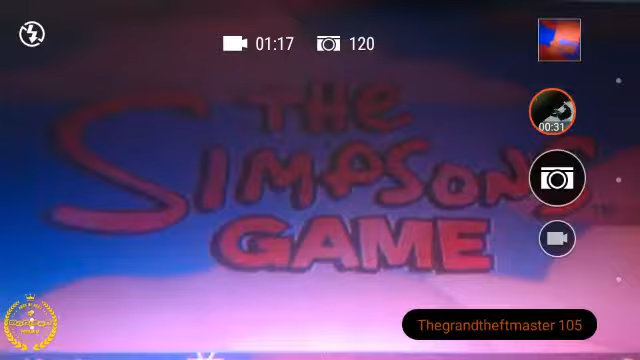 01:17 120
THE
SIMPSONS
GAME
00:31
Thegrandtheftmaster 105